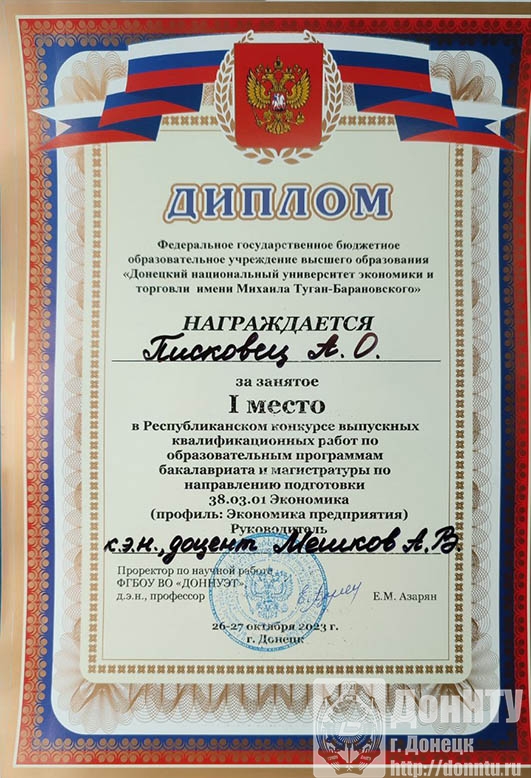 ДИПЛОМ
Федеральное государственное бюджетное
образовательное учреждение высшего образования
«Донецкий национальный университет экономики и
торговли имени Михаила Туган-Барановского»
НАГРАЖДАЕТСЯ
Писковец А. О.
за занятое
I место
в Республиканском конкурсе выпускных
квалификационных работ по
образовательным программам
бакалавриата и магистратуры по
направлению подготовки
38.03.01 Экономика
(профиль: Экономика предприятия)
Руководитель
к.э.н., доцент Мешков А.В.
Проректор по научной работе
ФГБОУ ВО «ДОННУЭТ»
д.э.н., профессор
Е.М. Азарян
26-27 октября 2023 г.
г. Донецк
ДонНТУ
г. Донецк
http://donntu.ru